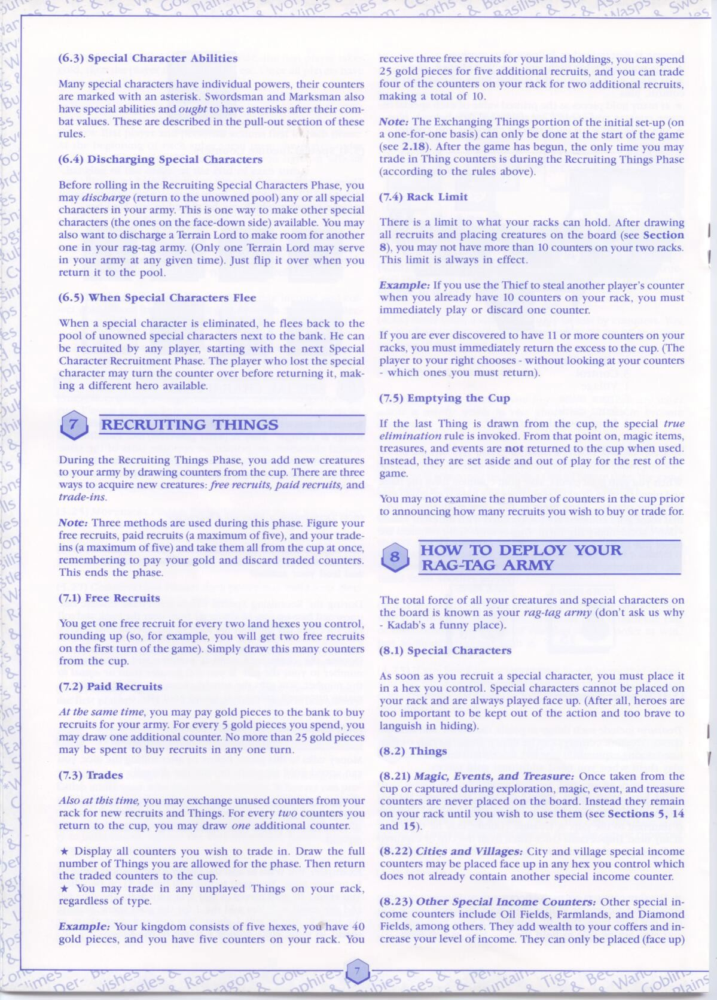 (6.3) Special Character Abilities
Many special characters have individual powers, their counters
are marked with an asterisk. Swordsman and Marksman also
have special abilities and ought to have asterisks after their com-
bat values. These are described in the pull-out section of these
rules.
(6.4) Discharging Special Characters
Before rolling in the Recruiting Special Characters Phase, you
may discharge (return to the unowned pool) any or all special
characters in your army. This is one way to make other special
characters (the ones on the face-down side) available. You may
also want to discharge a Terrain Lord to make room for another
one in your rag-tag army. (Only one Terrain Lord may serve
in your army at any given time). Just flip it over when you
return it to the pool.
(6.5) When Special Characters Flee
When a special character is eliminated, he flees back to the
pool of unowned special characters next to the bank. He can
be recruited by any player, starting with the next Special
Character Recruitment Phase. The player who lost the special
character may turn the counter over before returning it, mak-
ing a different hero available.
7 RECRUITING THINGS
During the Recruiting Things Phase, you add new creatures
to your army by drawing counters from the cup. There are three
ways to acquire new creatures: free recruits, paid recruits, and
trade-ins.
Note: Three methods are used during this phase. Figure your
free recruits, paid recruits (a maximum of five), and your trade-
ins (a maximum of five) and take them all from the cup at once,
remembering to pay your gold and discard traded counters.
This ends the phase.
(7.1) Free Recruits
You get one free recruit for every two land hexes you control,
rounding up (so, for example, you will get two free recruits
on the first turn of the game). Simply draw this many counters
from the cup.
(7.2) Paid Recruits
At the same time, you may pay gold pieces to the bank to buy
recruits for your army. For every 5 gold pieces you spend, you
may draw one additional counter. No more than 25 gold pieces
may be spent to buy recruits in any one turn.
(7.3) Trades
Also at this time, you may exchange unused counters from your
rack for new recruits and Things. For every two counters you
return to the cup, you may draw one additional counter.
★ Display all counters you wish to trade in. Draw the full
number of Things you are allowed for the phase. Then return
the traded counters to the cup.
★ You may trade in any unplayed Things on your rack,
regardless of type.
Example: Your kingdom consists of five hexes, you have 40
gold pieces, and you have five counters on your rack. You
receive three free recruits for your land holdings, you can spend
25 gold pieces for five additional recruits, and you can trade
four of the counters on your rack for two additional recruits,
making a total of 10.
Note: The Exchanging Things portion of the initial set-up (on
a one-for-one basis) can only be done at the start of the game
(see 2.18). After the game has begun, the only time you may
trade in Thing counters is during the Recruiting Things Phase
(according to the rules above).
(7.4) Rack Limit
There is a limit to what your racks can hold. After drawing
all recruits and placing creatures on the board (see Section
8), you may not have more than 10 counters on your two racks.
This limit is always in effect.
Example: If you use the Thief to steal another player's counter
when you already have 10 counters on your rack, you must
immediately play or discard one counter.
If you are ever discovered to have 11 or more counters on your
racks, you must immediately return the excess to the cup. (The
player to your right chooses - without looking at your counters
- which ones you must return).
(7.5) Emptying the Cup
If the last Thing is drawn from the cup, the special true
elimination rule is invoked. From that point on, magic items,
treasures, and events are not returned to the cup when used.
Instead, they are set aside and out of play for the rest of the
game.
You may not examine the number of counters in the cup prior
to announcing how many recruits you wish to buy or trade for.
8 HOW TO DEPLOY YOUR
RAG-TAG ARMY
The total force of all your creatures and special characters on
the board is known as your rag-tag army (don't ask us why
- Kadab's a funny place).
(8.1) Special Characters
As soon as you recruit a special character, you must place it
in a hex you control. Special characters cannot be placed on
your rack and are always played face up. (After all, heroes are
too important to be kept out of the action and too brave to
languish in hiding).
(8.2) Things
(8.21) Magic, Events, and Treasure: Once taken from the
cup or captured during exploration, magic, event, and treasure
counters are never placed on the board. Instead they remain
on your rack until you wish to use them (see Sections 5, 14
and 15).
(8.22) Cities and Villages: City and village special income
counters may be placed face up in any hex you control which
does not already contain another special income counter.
(8.23) Other Special Income Counters: Other special in-
come counters include Oil Fields, Farmlands, and Diamond
Fields, among others. They add wealth to your coffers and in-
crease your level of income. They can only be placed (face up)
7